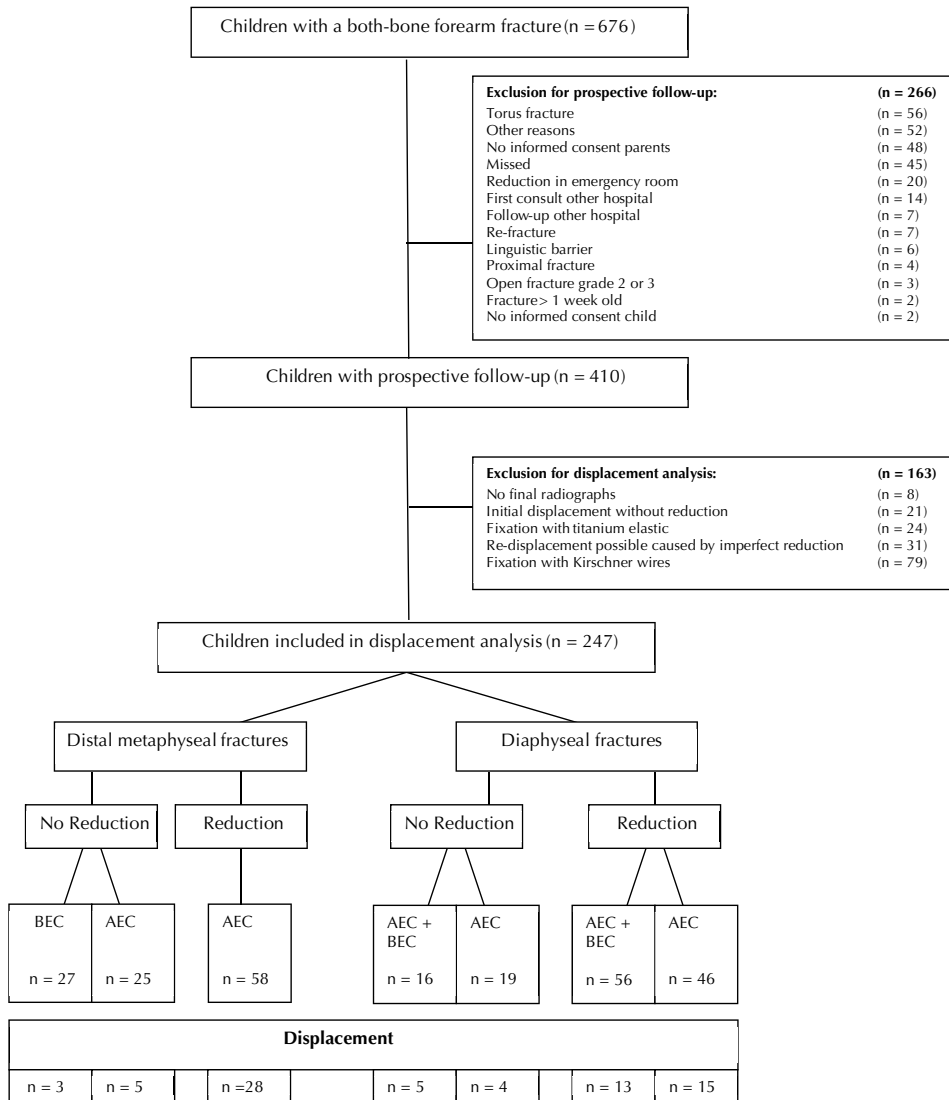 Children with a both-bone forearm fracture (n = 676)
Exclusion for prospective follow-up: (n = 266)
Torus fracture (n = 56)
Other reasons (n = 52)
No informed consent parents (n = 48)
Missed (n = 45)
Reduction in emergency room (n = 20)
First consult other hospital (n = 14)
Follow-up other hospital (n = 7)
Re-fracture (n = 7)
Linguistic barrier (n = 6)
Proximal fracture (n = 4)
Open fracture grade 2 or 3 (n = 3)
Fracture> 1 week old (n = 2)
No informed consent child (n = 2)
Children with prospective follow-up (n = 410)
Exclusion for displacement analysis: (n = 163)
No final radiographs (n = 8)
Initial displacement without reduction (n = 21)
Fixation with titanium elastic (n = 24)
Re-displacement possible caused by imperfect reduction (n = 31)
Fixation with Kirschner wires (n = 79)
Children included in displacement analysis (n = 247)
Distal metaphyseal fractures Diaphyseal fractures
No Reduction Reduction No Reduction Reduction
BEC AEC AEC AEC + AEC AEC + AEC
BEC BEC
n = 27 n = 25 n = 58 n = 16 n = 19 n = 56 n = 46
Displacement
n = 3 n = 5 n =28 n = 5 n = 4 n = 13 n = 15